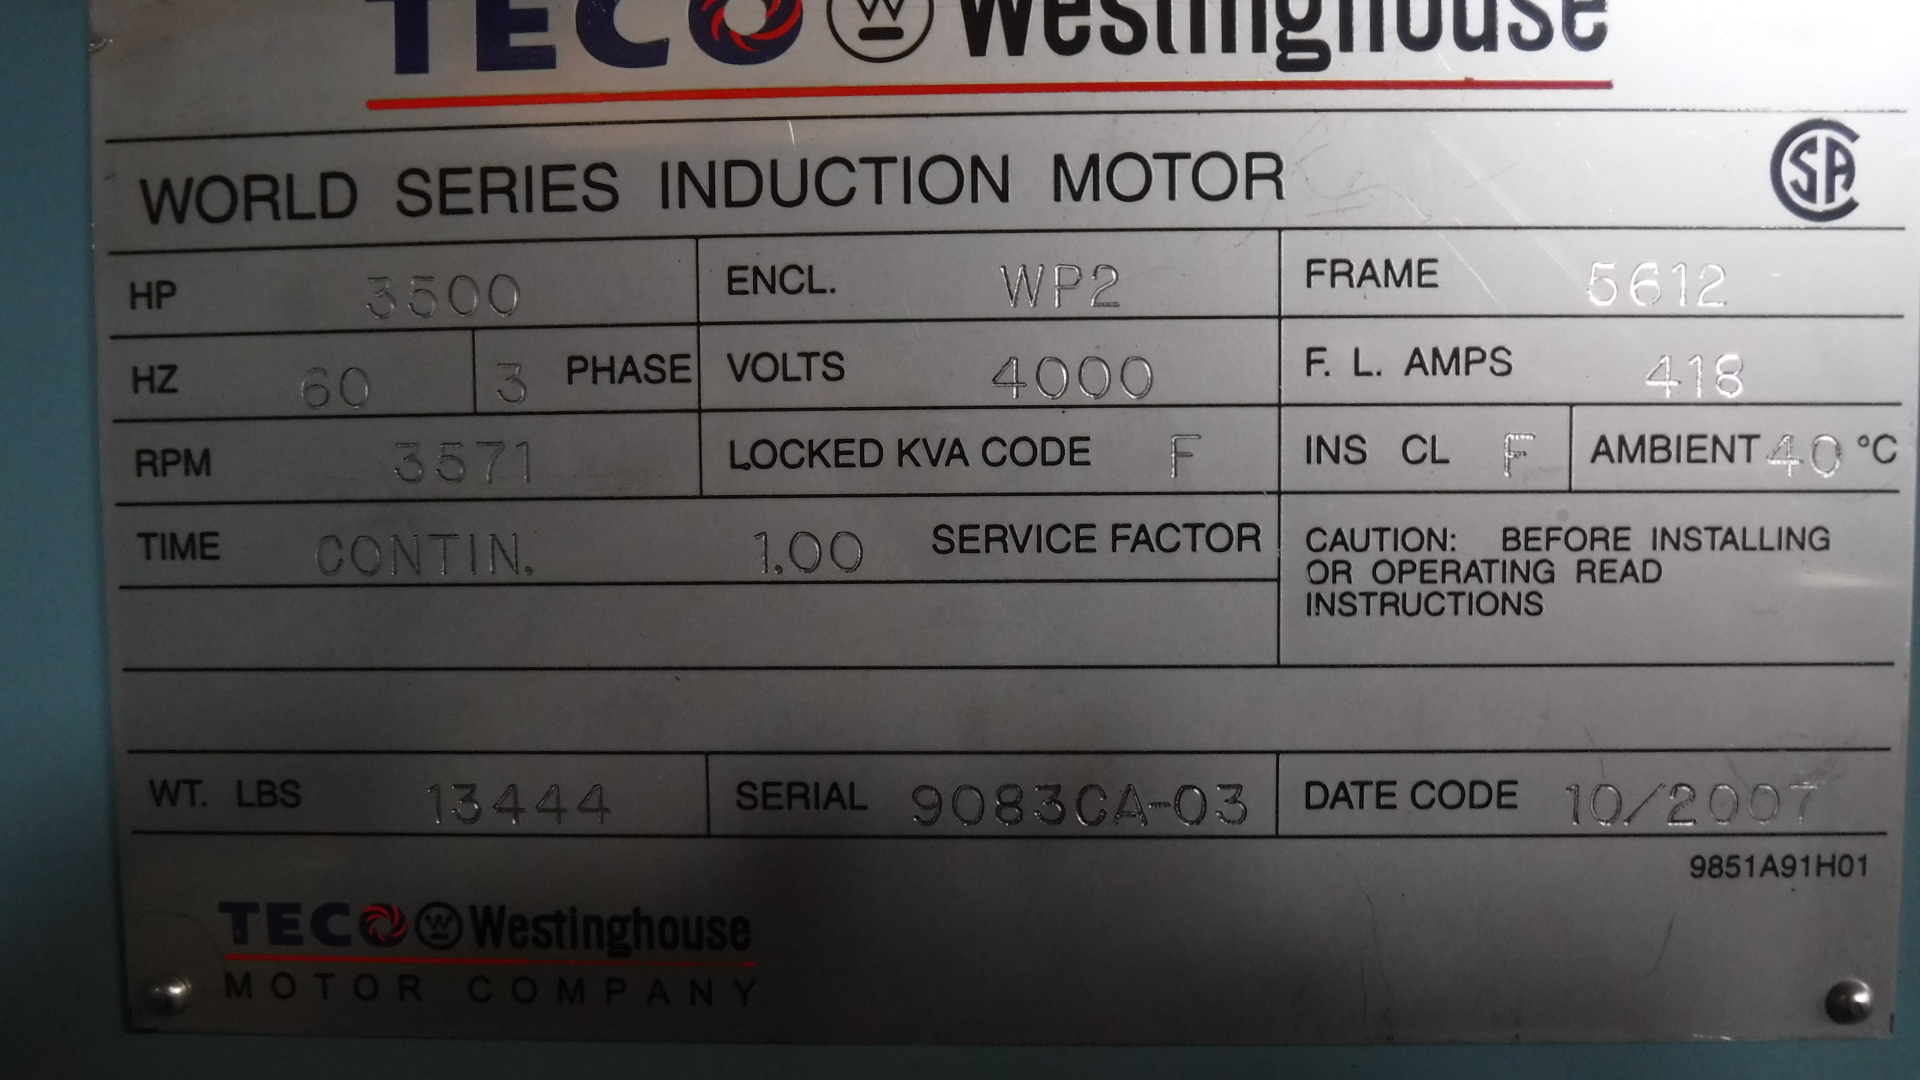 TECO W Westinghouse
WORLD SERIES INDUCTION MOTOR CSA
HP 3500 ENCL. WP2 FRAME 5612
HZ 60 3 PHASE VOLTS 4000 F. L. AMPS 418
RPM 3571 LOCKED KVA CODE F INS CL F AMBIENT 40 °C
TIME CONTIN. 1.00 SERVICE FACTOR
CAUTION: BEFORE INSTALLING
OR OPERATING READ
INSTRUCTIONS
WT. LBS 13444 SERIAL 9083CA-03 DATE CODE 10/2007
9851A91H01
TECO W Westinghouse
MOTOR COMPANY